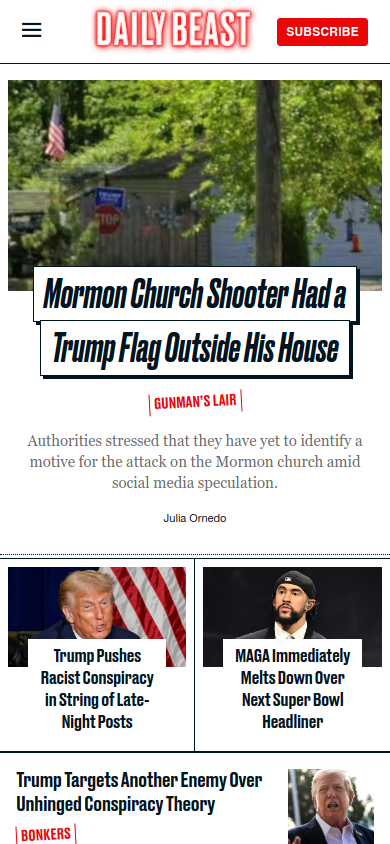 DAILY BEAST
SUBSCRIBE
STOP
Mormon Church Shooter Had a
Trump Flag Outside His House
GUNMAN'S LAIR
Authorities stressed that they have yet to identify a
motive for the attack on the Mormon church amid
social media speculation.
Julia Ornedo
Trump Pushes
Racist Conspiracy
in String of Late-
Night Posts
MAGA Immediately
Melts Down Over
Next Super Bowl
Headliner
Trump Targets Another Enemy Over
Unhinged Conspiracy Theory
BONKERS